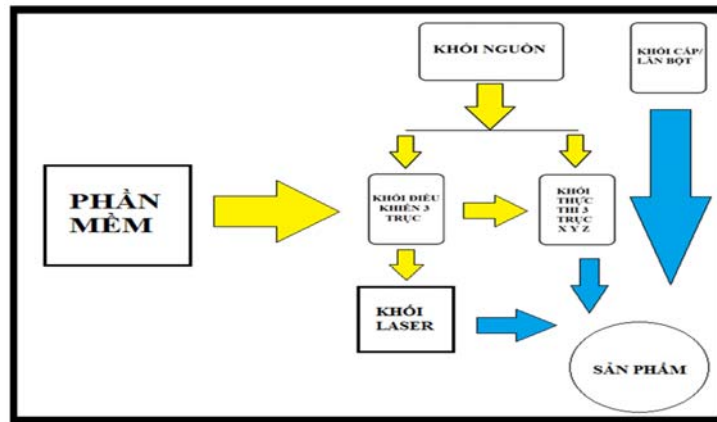 KHỐI NGUỒN
KHỐI CẤP/
LĂN BỘT
PHẦN
MỀM
KHỐI ĐIỀU
KHIỂN 3
TRỤC
KHỐI
THỰC
THI 3
TRỤC
X Y Z
KHỐI
LASER
SẢN PHẨM